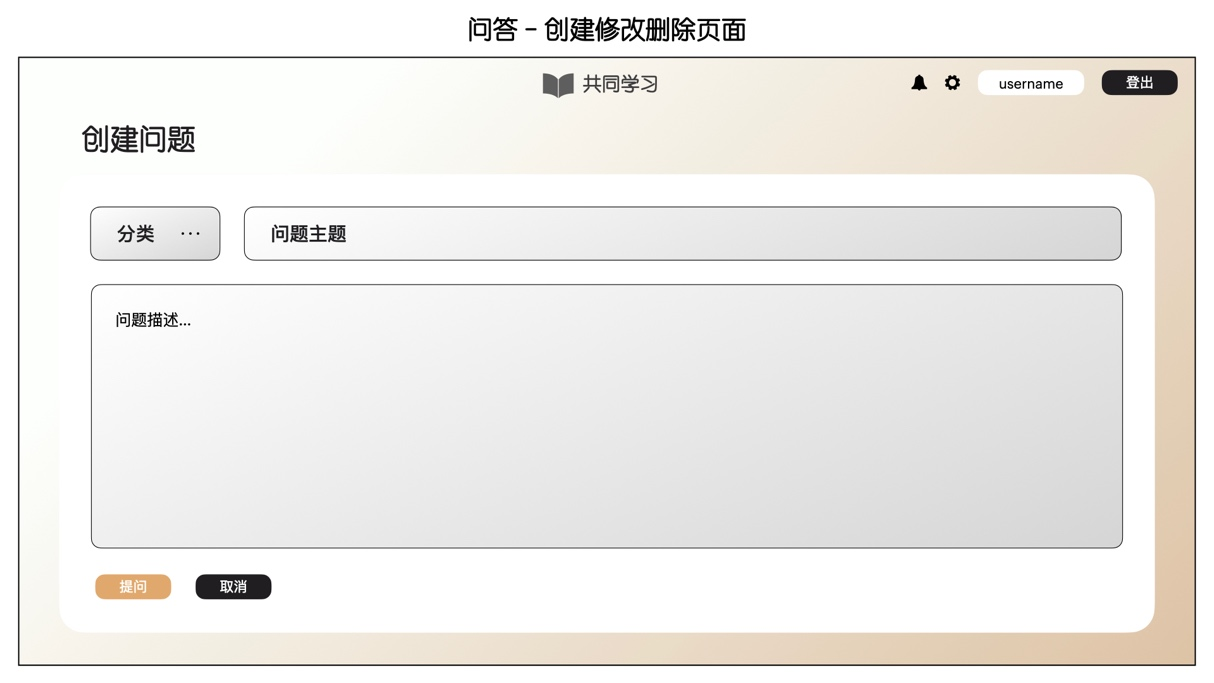 问答 - 创建修改删除页面
共同学习
username
登出
创建问题
分类 ...
问题主题
问题描述...
提问
取消